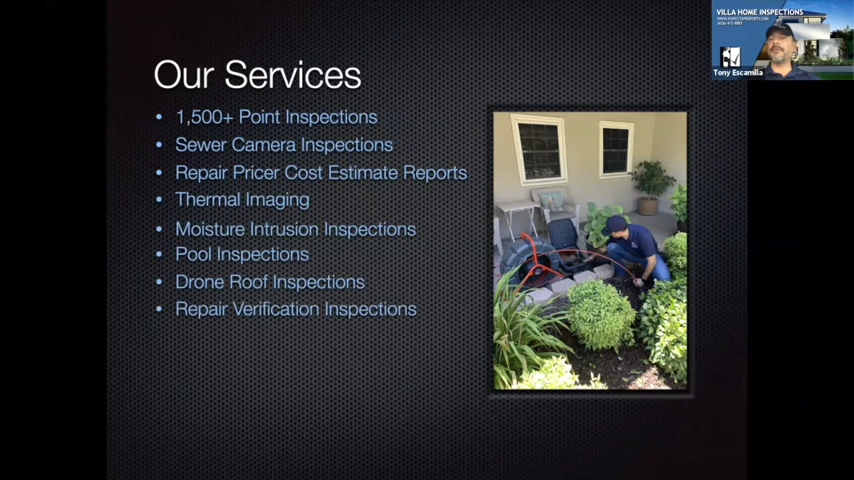 Our Services
• 1,500+ Point Inspections
• Sewer Camera Inspections
• Repair Pricer Cost Estimate Reports
• Thermal Imaging
• Moisture Intrusion Inspections
• Pool Inspections
• Drone Roof Inspections
• Repair Verification Inspections
VILLA HOME INSPECTIONS
Tony Escamilla